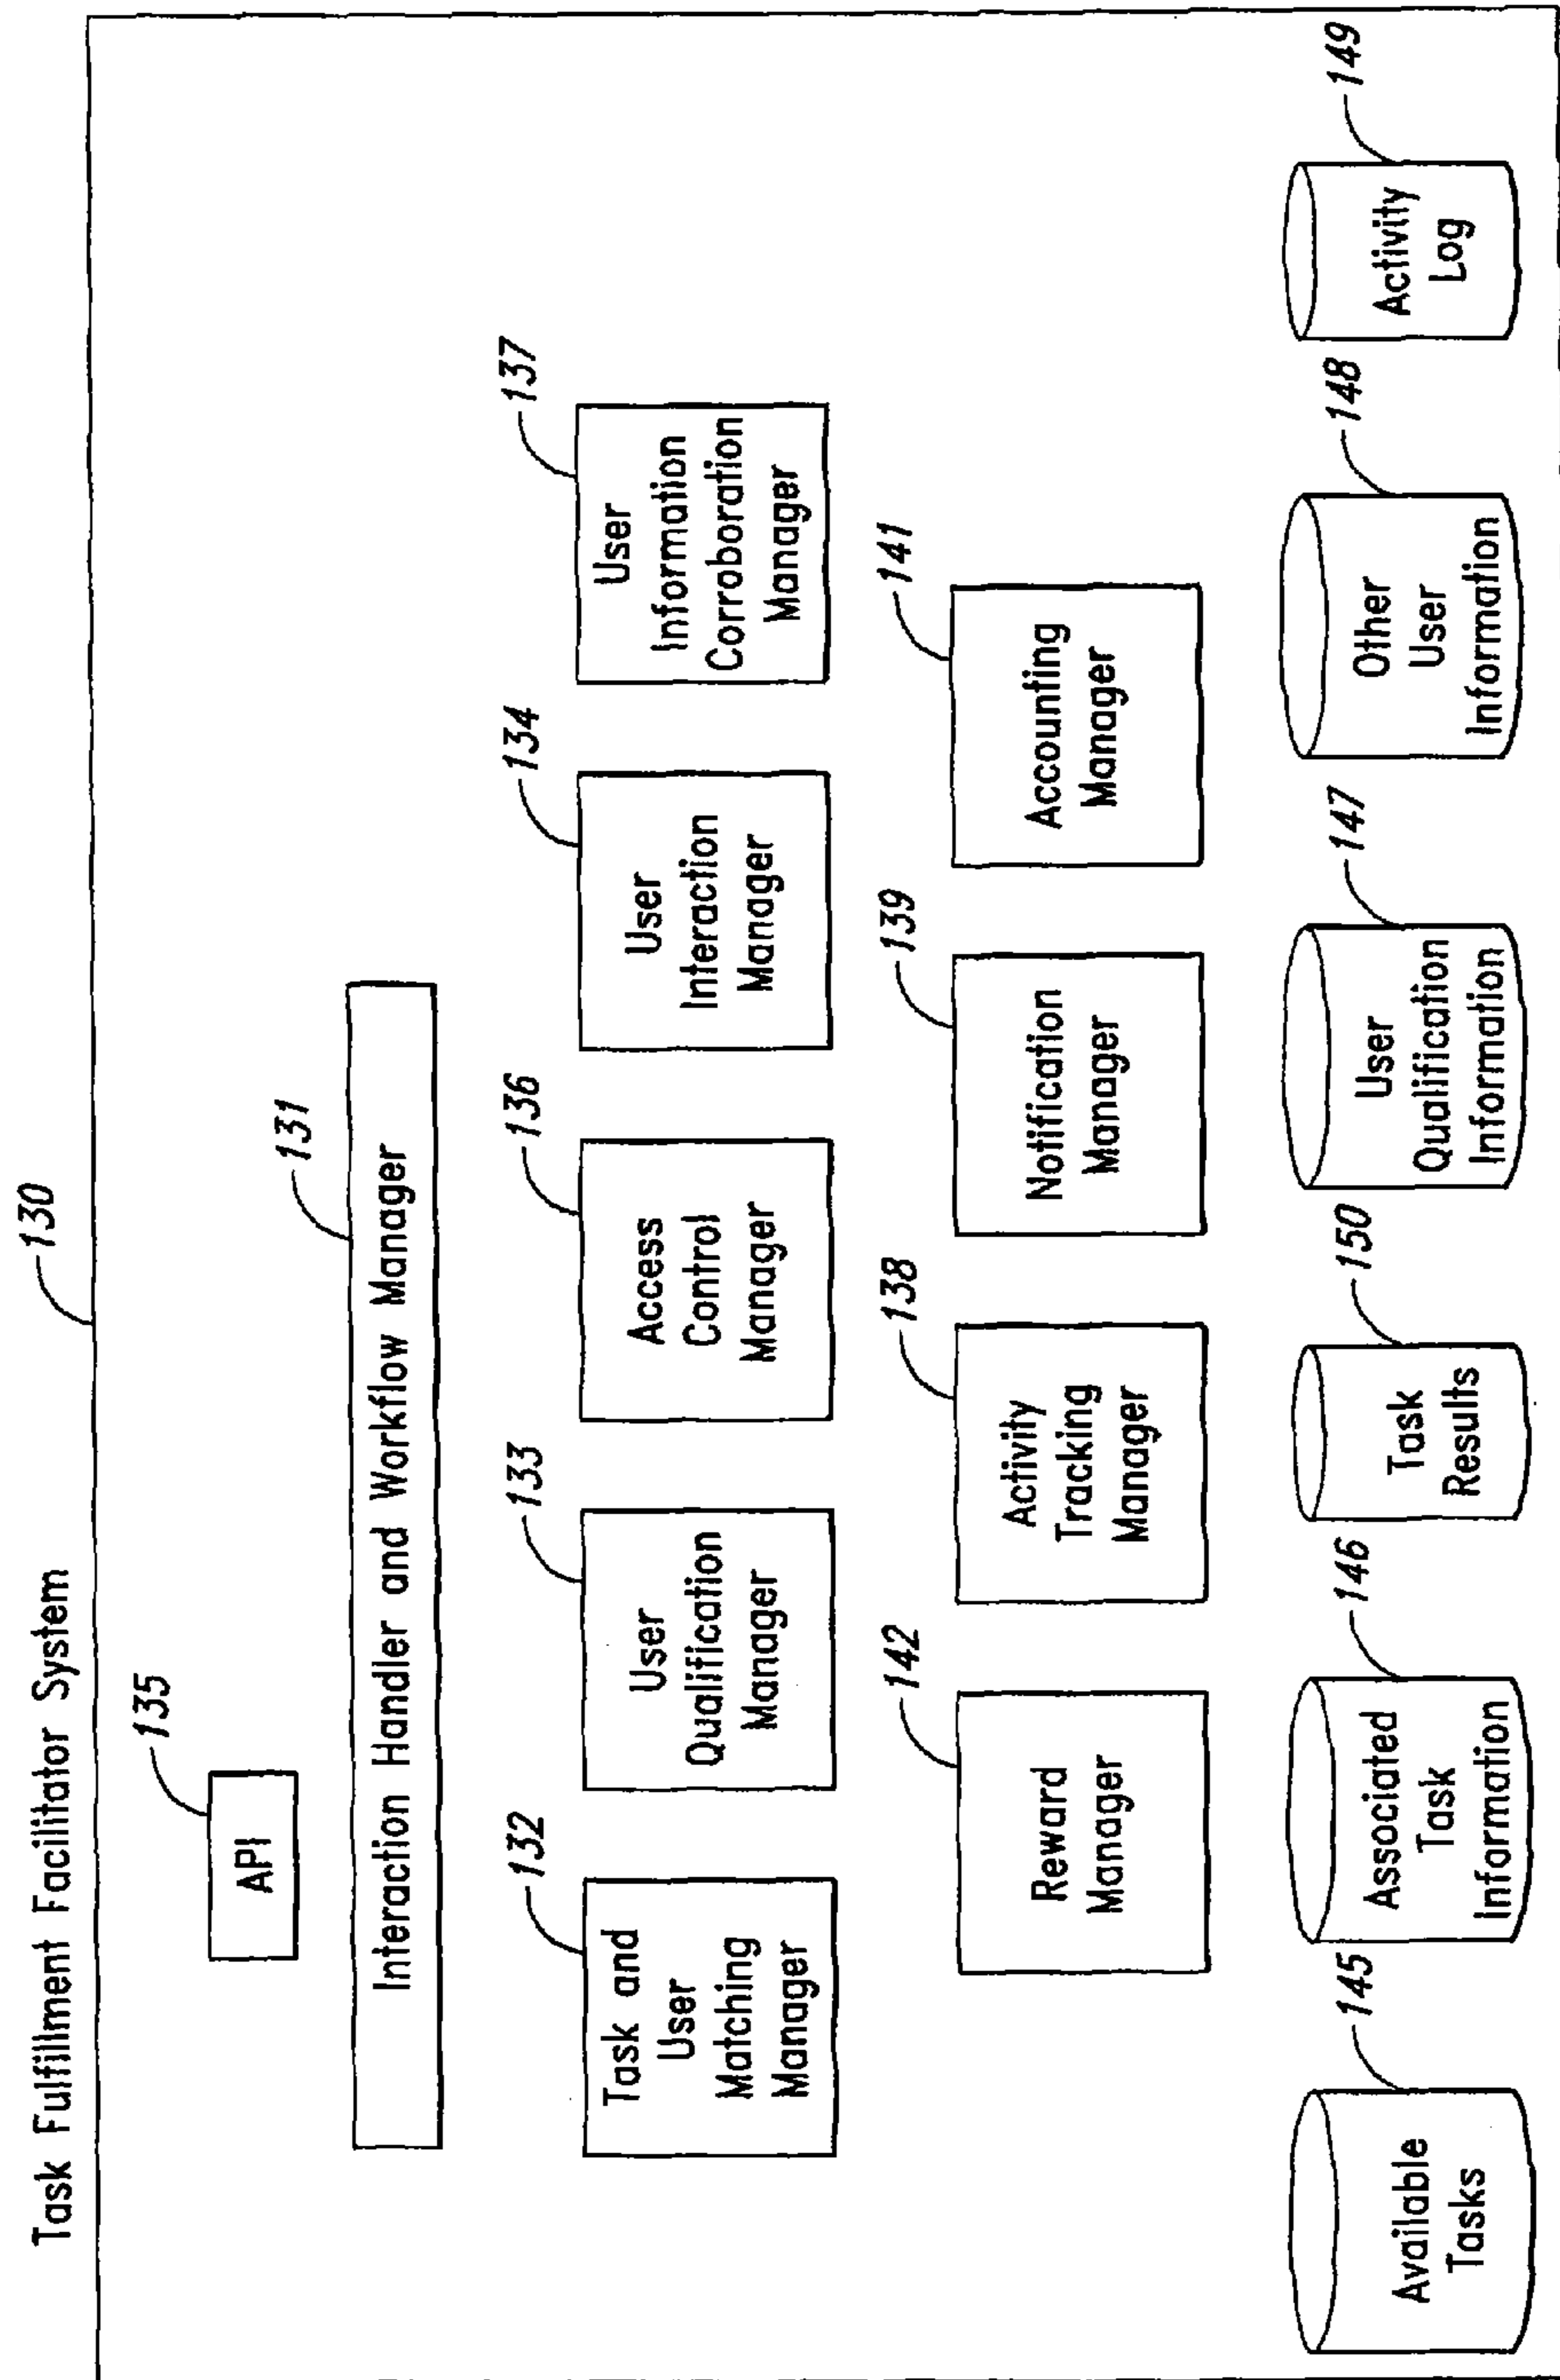 Task Fulfillment Facilitator System
130
135
API
131
Interaction Handler and Workflow Manager
132
Task and
User
Matching
Manager
133
User
Qualification
Manager
136
Access
Control
Manager
134
User
Interaction
Manager
137
User
Information
Corroboration
Manager
142
Reward
Manager
138
Activity
Tracking
Manager
139
Notification
Manager
141
Accounting
Manager
145
Available
Tasks
146
Associated
Task
Information
150
Task
Results
147
User
Qualification
Information
148
Other
User
Information
149
Activity
Log